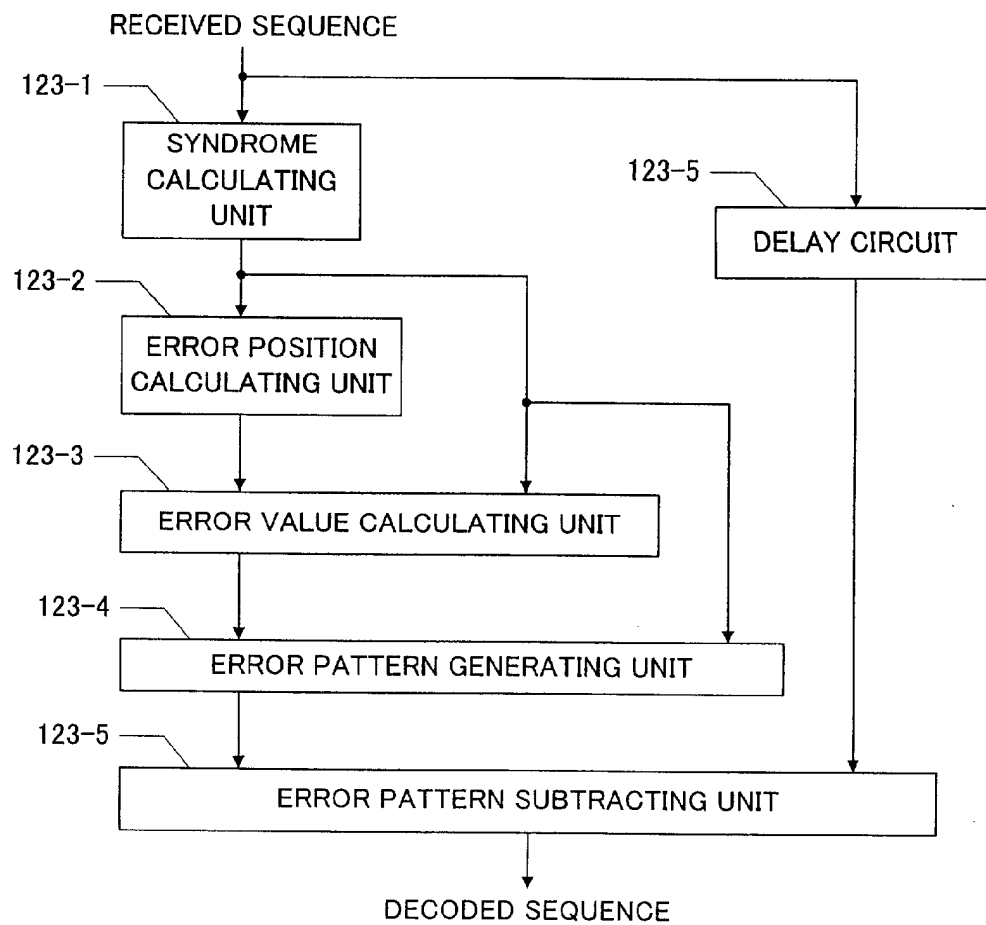 RECEIVED SEQUENCE
123-1
SYNDROME
CALCULATING
UNIT
123-5
DELAY CIRCUIT
123-2
ERROR POSITION
CALCULATING UNIT
123-3
ERROR VALUE CALCULATING UNIT
123-4
ERROR PATTERN GENERATING UNIT
123-5
ERROR PATTERN SUBTRACTING UNIT
DECODED SEQUENCE